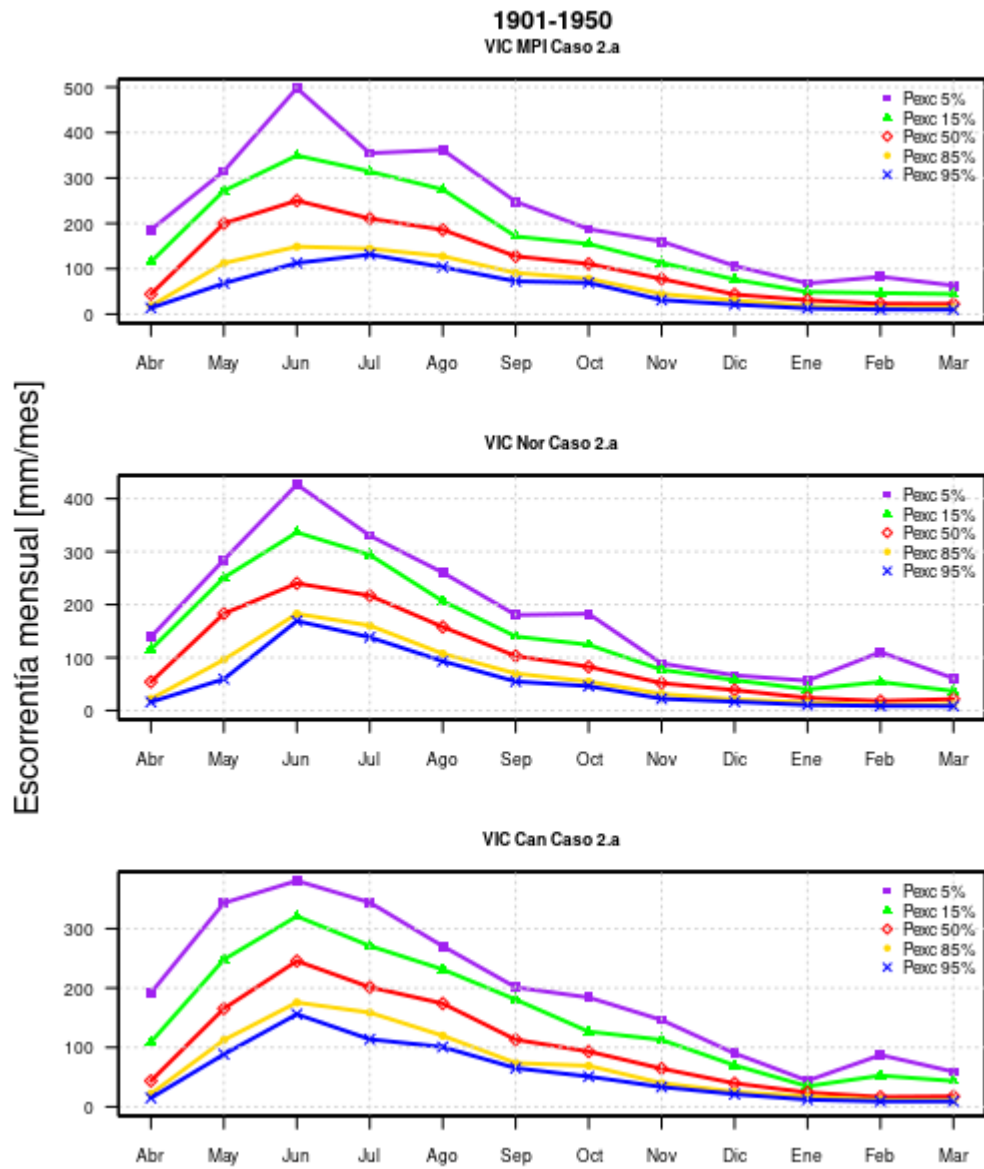 1901-1950
VIC MPI Caso 2.a
Escorrentía mensual [mm/mes]
500
400
300
200
100
0
Pexc 5%
Pexc 15%
Pexc 50%
Pexc 85%
Pexc 95%
Abr May Jun Jul Ago Sep Oct Nov Dic Ene Feb Mar
VIC Nor Caso 2.a
400
300
200
100
0
Pexc 5%
Pexc 15%
Pexc 50%
Pexc 85%
Pexc 95%
Abr May Jun Jul Ago Sep Oct Nov Dic Ene Feb Mar
VIC Can Caso 2.a
300
200
100
0
Pexc 5%
Pexc 15%
Pexc 50%
Pexc 85%
Pexc 95%
Abr May Jun Jul Ago Sep Oct Nov Dic Ene Feb Mar